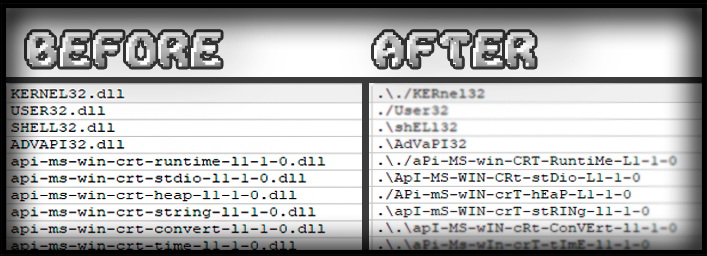 BEFORE AFTER
KERNEL32.dll .\./KERnel32
USER32.dll ./User32
SHELL32.dll .\shELl32
ADVAPI32.dll .\AdVaPI32
api-ms-win-crt-runtime-l1-1-0.dll .\./aPi-MS-win-CRT-RuntiMe-L1-1-0
api-ms-win-crt-stdio-l1-1-0.dll .\ApI-MS-WIN-CRt-stDio-L1-1-0
api-ms-win-crt-heap-l1-1-0.dll ./APi-mS-wIN-crT-hEaP-L1-1-0
api-ms-win-crt-string-l1-1-0.dll .\apI-mS-WIN-crT-stRINg-l1-1-0
api-ms-win-crt-convert-l1-1-0.dll .\.\apI-MS-wIN-cRt-ConVErt-l1-1-0
api-ms-win-crt-time-l1-1-0.dll .\.\aPi-Ms-wIn-crT-tImE-l1-1-0